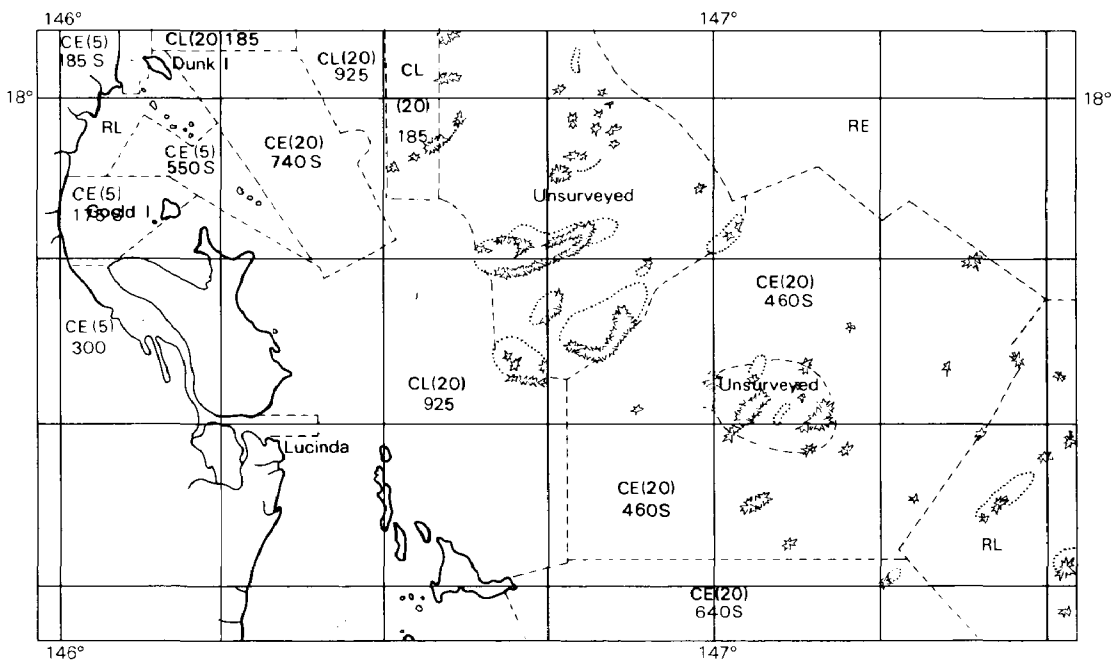 146°
147°
CE(5)
185 S
CL(20) 185
Dunk I
CL(20)
925
CL
(20)
185
18°
18°
RL
CE(5)
550 S
CE(20)
740 S
RE
Unsurveyed
CE(5)
Gould I
CE(20)
460S
CE(5)
300
CL(20)
925
Unsurveyed
Lucinda
CE(20)
460S
RL
CE(20)
640S
146°
147°